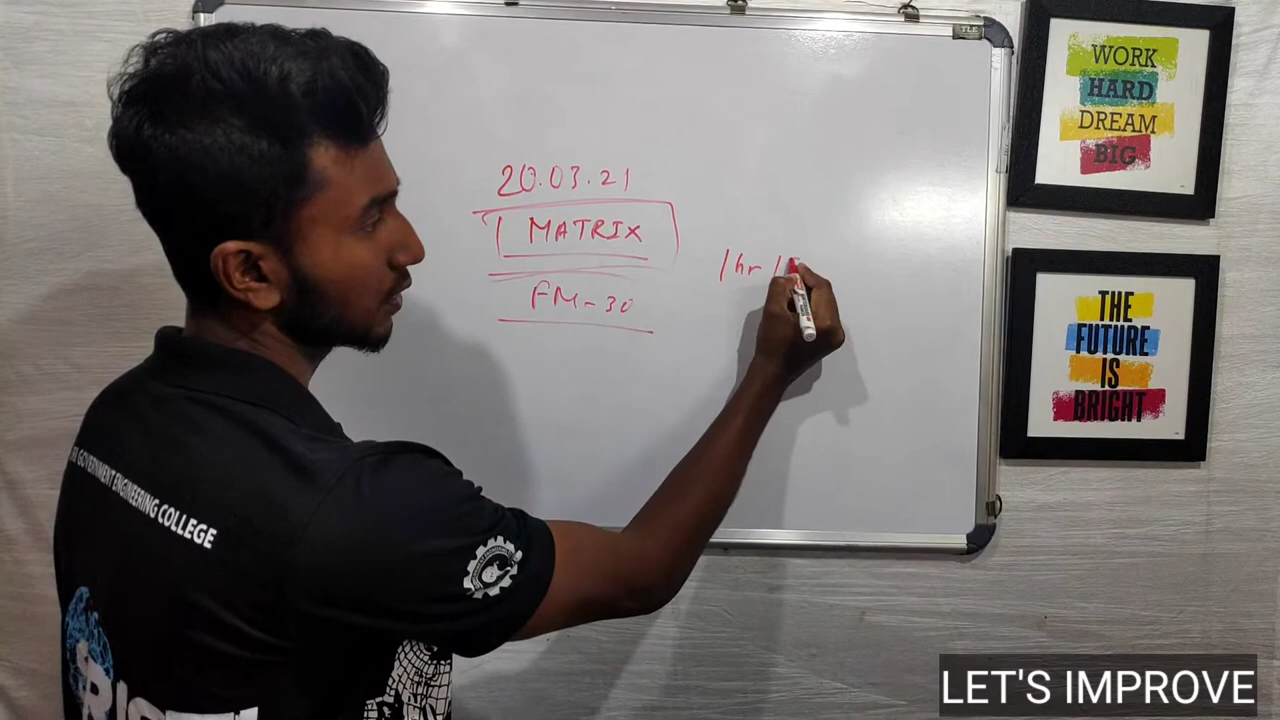 20.03.21
MATRIX
FM-30
1hr 1
TLE
WORK
HARD
DREAM
BIG
THE
FUTURE
IS
BRIGHT
GOVERNMENT ENGINEERING COLLEGE
LET'S IMPROVE